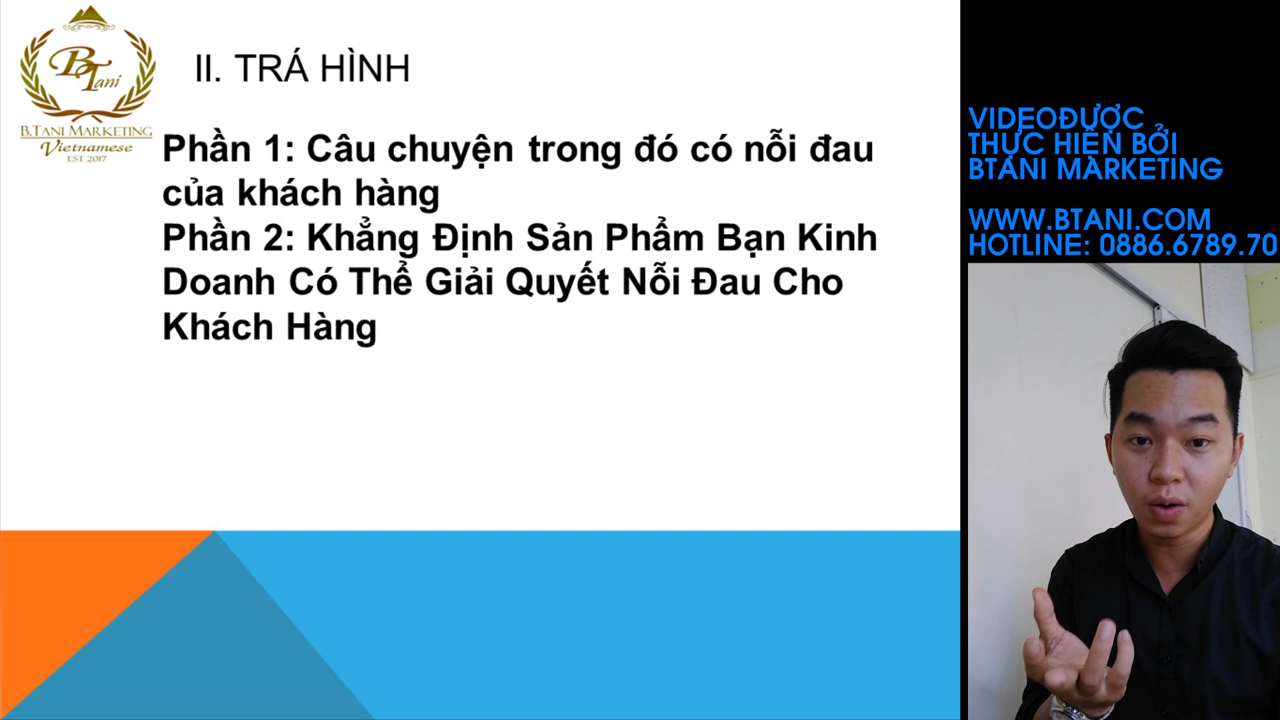 BTani
B.TANI MARKETING
Vietnamese
EST 2017
II. TRÁ HÌNH
Phần 1: Câu chuyện trong đó có nỗi đau
của khách hàng
Phần 2: Khẳng Định Sản Phẩm Bạn Kinh
Doanh Có Thể Giải Quyết Nỗi Đau Cho
Khách Hàng
VIDEOĐƯỢC
THỰC HIỆN BỞI
BTANI MARKETING
WWW.BTANI.COM
HOTLINE: 0886.6789.70